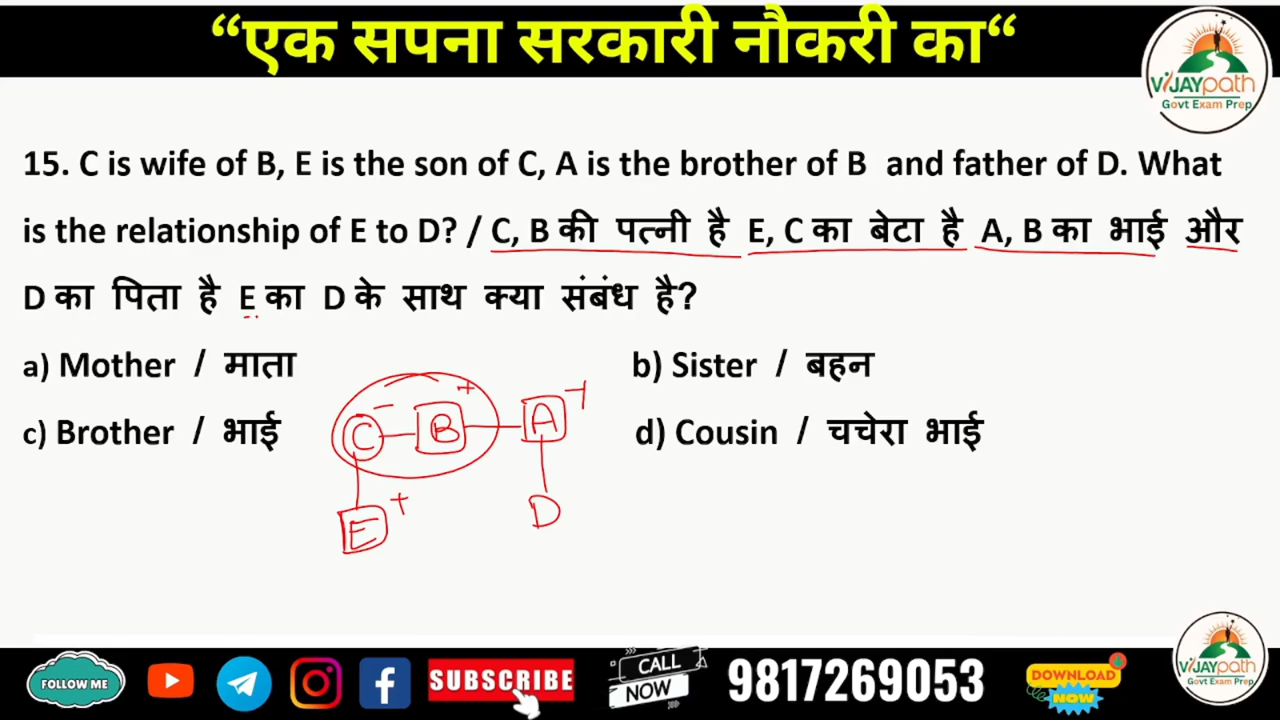 “एक सपना सरकारी नौकरी का“
VIJAYpath
Govt Exam Prep
15. C is wife of B, E is the son of C, A is the brother of B and father of D. What
is the relationship of E to D? / C, B की पत्नी है E, C का बेटा है A, B का भाई और
D का पिता है E का D के साथ क्या संबंध है?
a) Mother / माता
b) Sister / बहन
c) Brother / भाई
d) Cousin / चचेरा भाई
C - B + A +
E + D
VIJAYpath
Govt Exam Prep
FOLLOW ME
SUBSCRIBE
CALL
NOW
9817269053
DOWNLOAD
NOW